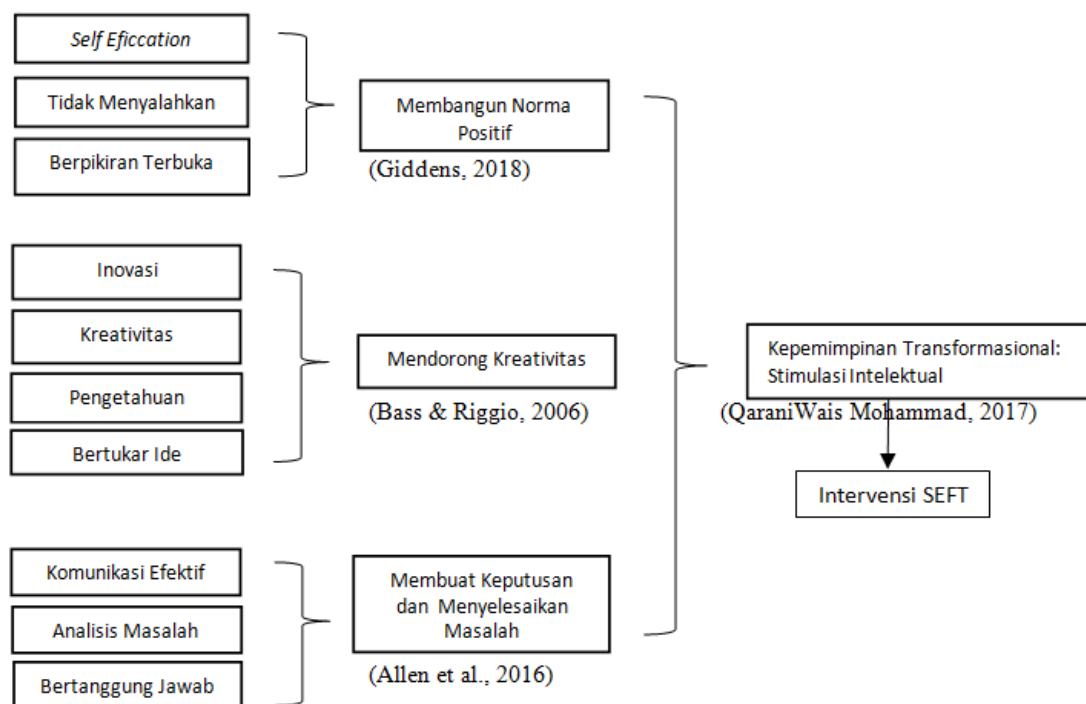 Self Eficcation
Tidak Menyalahkan
Berpikiran Terbuka
Membangun Norma
Positif
(Giddens, 2018)
Inovasi
Kreativitas
Pengetahuan
Bertukar Ide
Mendorong Kreativitas
(Bass & Riggio, 2006)
Komunikasi Efektif
Analisis Masalah
Bertanggung Jawab
Membuat Keputusan
dan Menyelesaikan
Masalah
(Allen et al., 2016)
Kepemimpinan Transformasional:
Stimulasi Intelektual
(QaraniWais Mohammad, 2017)
Intervensi SEFT